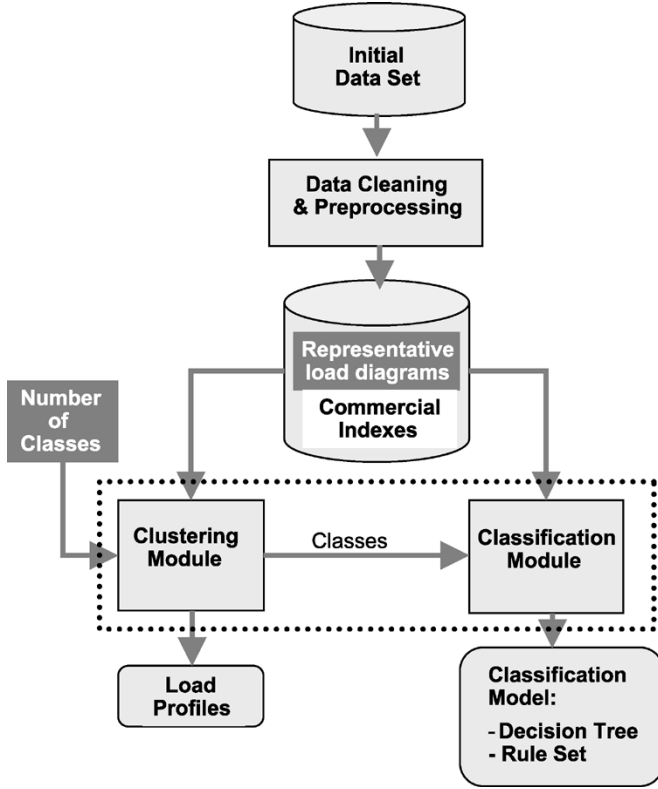 Initial
Data Set
Data Cleaning
& Preprocessing
Representative
load diagrams
Commercial
Indexes
Number
of
Classes
Clustering
Module
Classes
Classification
Module
Load
Profiles
Classification
Model:
- Decision Tree
- Rule Set